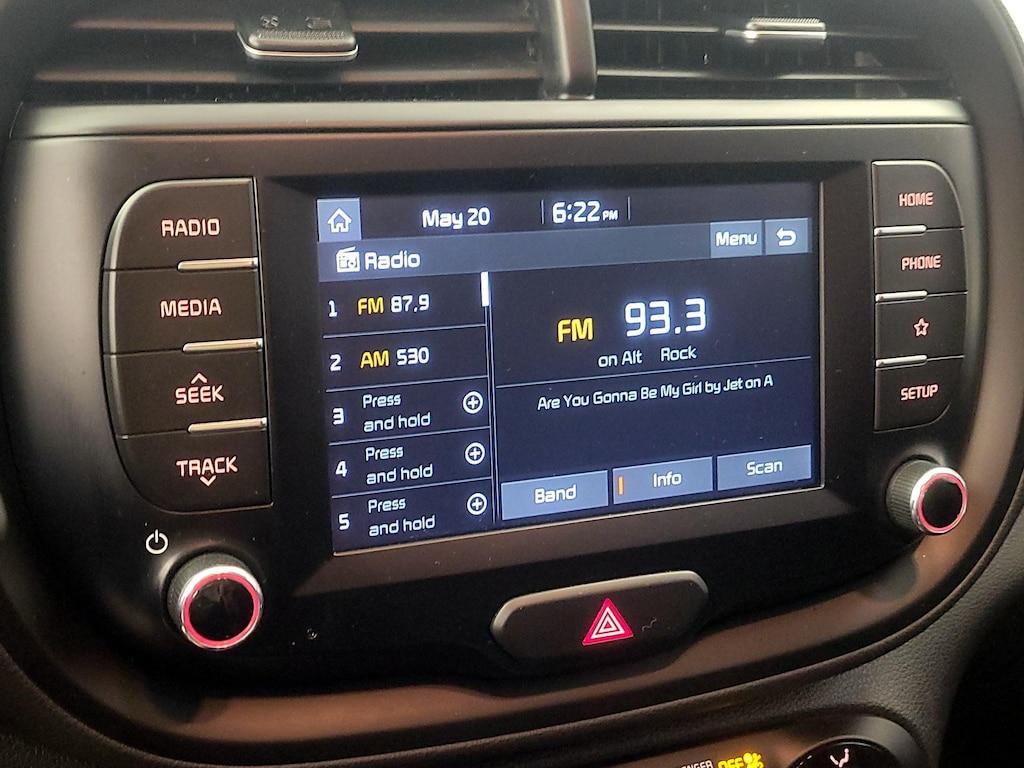 RADIO
MEDIA
SEEK
TRACK
May 20 6:22 PM
Radio Menu
1 FM 87.9
2 AM 530
3 Press and hold
4 Press and hold
5 Press and hold
FM 93.3
on Alt Rock
Are You Gonna Be My Girl by Jet on A
Band Info Scan
HOME
PHONE
SETUP
OFF